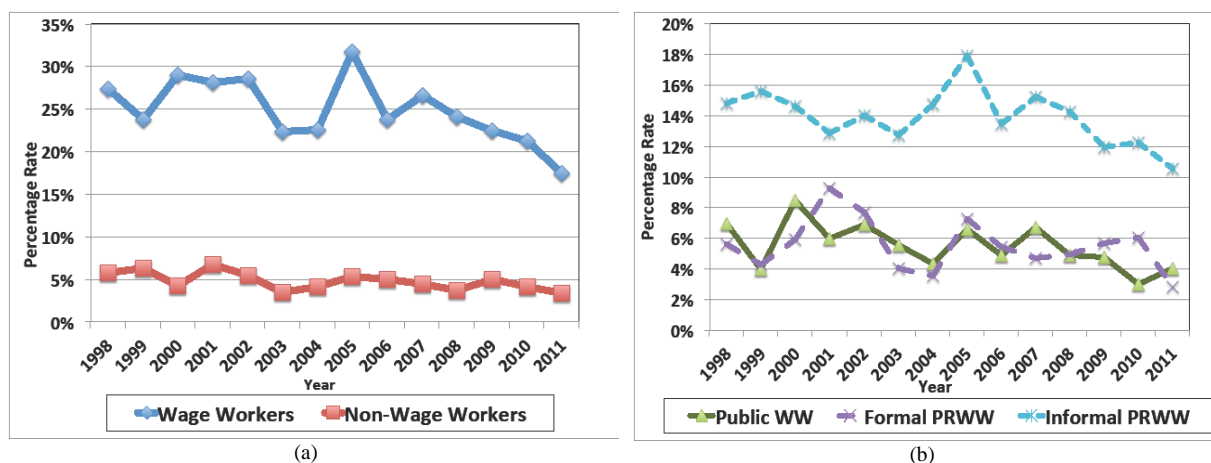 35%
30%
25%
20%
15%
10%
5%
0%
Percentage Rate
1998 1999 2000 2001 2002 2003 2004 2005 2006 2007 2008 2009 2010 2011
Year
Wage Workers Non-Wage Workers
(a)
20%
18%
16%
14%
12%
10%
8%
6%
4%
2%
0%
Percentage Rate
1998 1999 2000 2001 2002 2003 2004 2005 2006 2007 2008 2009 2010 2011
Year
Public WW Formal PRWW Informal PRWW
(b)